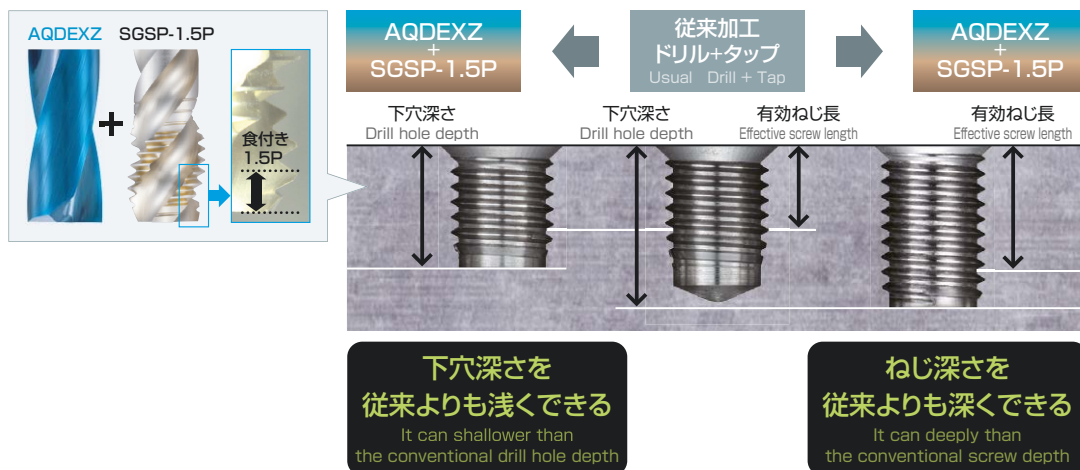 AQDEXZ SGSP-1.5P
食付き
1.5P
AQDEXZ
+
SGSP-1.5P
従来加工
ドリル+タップ
Usual Drill + Tap
AQDEXZ
+
SGSP-1.5P
下穴深さ
Drill hole depth
下穴深さ
Drill hole depth
有効ねじ長
Effective screw length
有効ねじ長
Effective screw length
下穴深さを
従来よりも浅くできる
It can shallower than
the conventional drill hole depth
ねじ深さを
従来よりも深くできる
It can deeply than
the conventional screw depth